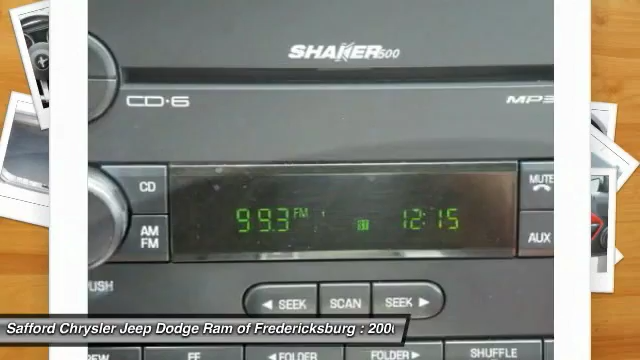 SHAKER500
CD·6 MP3
CD
AM
FM
99.3 FM 12:15
MUTE
AUX
◄ SEEK SCAN SEEK ►
Safford Chrysler Jeep Dodge Ram of Fredericksburg : 200
FF ◄ FOLDER FOLDER ► SHUFFLE